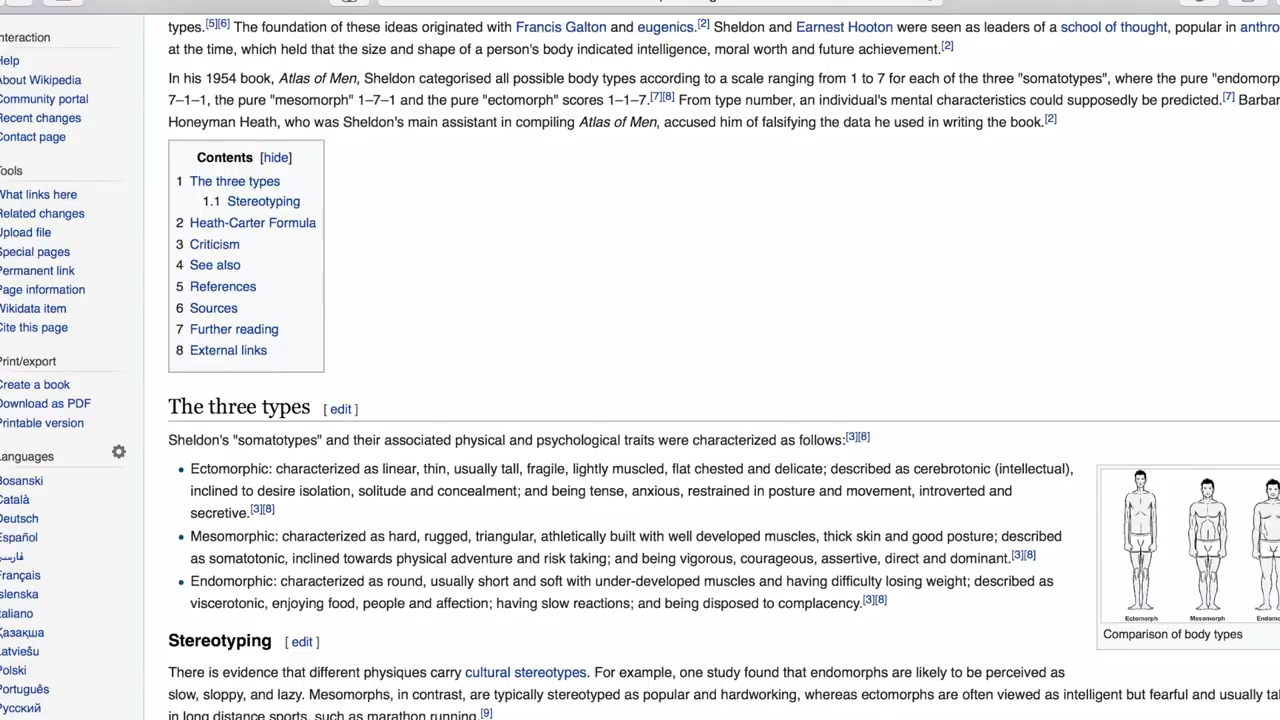 types.[5][6] The foundation of these ideas originated with Francis Galton and eugenics.[2] Sheldon and Earnest Hooton were seen as leaders of a school of thought, popular in
at the time, which held that the size and shape of a person's body indicated intelligence, moral worth and future achievement.[2]
In his 1954 book, Atlas of Men, Sheldon categorised all possible body types according to a scale ranging from 1 to 7 for each of the three "somatotypes", where the pure
7–1–1, the pure "mesomorph" 1–7–1 and the pure "ectomorph" scores 1–1–7.[7][8] From type number, an individual's mental characteristics could supposedly be predicted.[7]
Honeyman Heath, who was Sheldon's main assistant in compiling Atlas of Men, accused him of falsifying the data he used in writing the book.[2]
Contents [hide]
1 The three types
1.1 Stereotyping
2 Heath-Carter Formula
3 Criticism
4 See also
5 References
6 Sources
7 Further reading
8 External links
The three types [ edit ]
Sheldon's "somatotypes" and their associated physical and psychological traits were characterized as follows:[3][8]
• Ectomorphic: characterized as linear, thin, usually tall, fragile, lightly muscled, flat chested and delicate; described as cerebrotonic (intellectual),
inclined to desire isolation, solitude and concealment; and being tense, anxious, restrained in posture and movement, introverted and
secretive.[3][8]
• Mesomorphic: characterized as hard, rugged, triangular, athletically built with well developed muscles, thick skin and good posture; described
as somatotonic, inclined towards physical adventure and risk taking; and being vigorous, courageous, assertive, direct and dominant.[3][8]
• Endomorphic: characterized as round, usually short and soft with under-developed muscles and having difficulty losing weight; described as
viscerotonic, enjoying food, people and affection; having slow reactions; and being disposed to complacency.[3][8]
Ectomorph Mesomorph
Comparison of body types
Stereotyping [ edit ]
There is evidence that different physiques carry cultural stereotypes. For example, one study found that endomorphs are likely to be perceived as
slow, sloppy, and lazy. Mesomorphs, in contrast, are typically stereotyped as popular and hardworking, whereas ectomorphs are often viewed as intelligent but fearful and usually
in long distance sports, such as marathon running.[9]
nteraction
Help
About Wikipedia
Community portal
Recent changes
Contact page
Tools
What links here
Related changes
Upload file
Special pages
Permanent link
Page information
Wikidata item
Cite this page
Print/export
Create a book
Download as PDF
Printable version
Languages
Bosanski
Català
Deutsch
Español
فارسی
Français
Íslenska
Italiano
Қазақша
Latviešu
Polski
Português
Русский